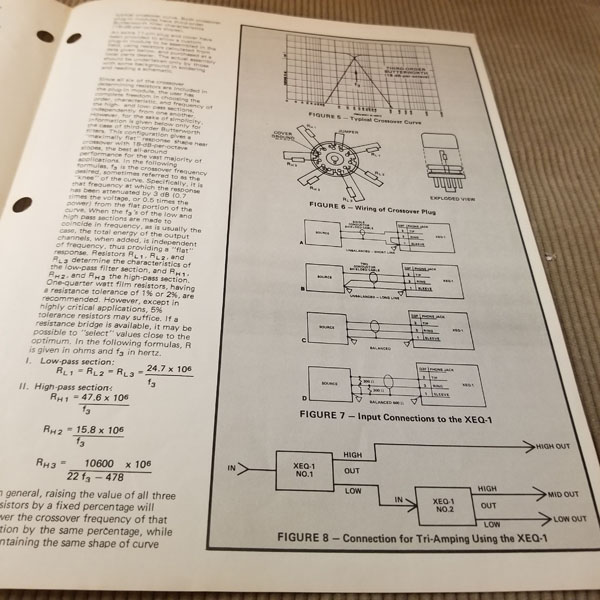 Since all six of the crossover
determining resistors are included in
the plug-in module, the user has
complete freedom in choosing the
order, characteristic, and frequency of
the high- and low-pass sections,
independently from one another.
However, for the sake of simplicity,
information is given below only for
the case of third-order Butterworth
filters. This configuration gives a
"maximally flat" response shape near
crossover with 18-dB-per-octave
slopes, the best all-around
performance for the vast majority of
applications. In the following
formulas, f3 is the crossover frequency
desired, sometimes referred to as the
"knee" of the curve. Specifically, it is
that frequency at which the response
has been attenuated by 3 dB (0.7
times the voltage, or 0.5 times the
power) from the flat portion of the
curve. When the f3's of the low and
high pass sections are made to
coincide in frequency, as is usually the
case, the total energy of the output
channels, when added, is independent
of frequency, thus providing a "flat"
response. Resistors RL1, RL2, and
RL3 determine the characteristics of
the low-pass filter section, and RH1,
RH2, and RH3 the high-pass section.
One-quarter watt film resistors, having
a resistance tolerance of 1% or 2%, are
recommended. However, except in
highly critical applications, 5%
tolerance resistors may suffice. If a
resistance bridge is available, it may be
possible to "select" values close to the
optimum. In the following formulas, R
is given in ohms and f3 in hertz.
I. Low-pass section:
RL1 = RL2 = RL3 = 24.7 x 10⁶
f3
II. High-pass section:
RH1 = 47.6 x 10⁶
f3
RH2 = 15.8 x 10⁶
f3
RH3 = 10600 x 10⁶
22 f3 – 478
n general, raising the value of all three
sistors by a fixed percentage will
wer the crossover frequency of that
tion by the same percentage, while
ntaining the same shape of curve
THIRD-ORDER
BUTTERWORTH
(18 dB per octave)
FIGURE 5 – Typical Crossover Curve
COVER
GROUND
JUMPER
EXPLODED VIEW
FIGURE 6 – Wiring of Crossover Plug
A
SOURCE
XEQ-1
UNBALANCED – SHORT LINE
B
SOURCE
XEQ-1
UNBALANCED – LONG LINE
C
SOURCE
XEQ-1
BALANCED
D
SOURCE
XEQ-1
BALANCED 600 Ω
FIGURE 7 – Input Connections to the XEQ-1
IN
XEQ-1
NO.1
HIGH
OUT
LOW
HIGH OUT
IN
XEQ-1
NO.2
HIGH
OUT
LOW
MID OUT
LOW OUT
FIGURE 8 – Connection for Tri-Amping Using the XEQ-1